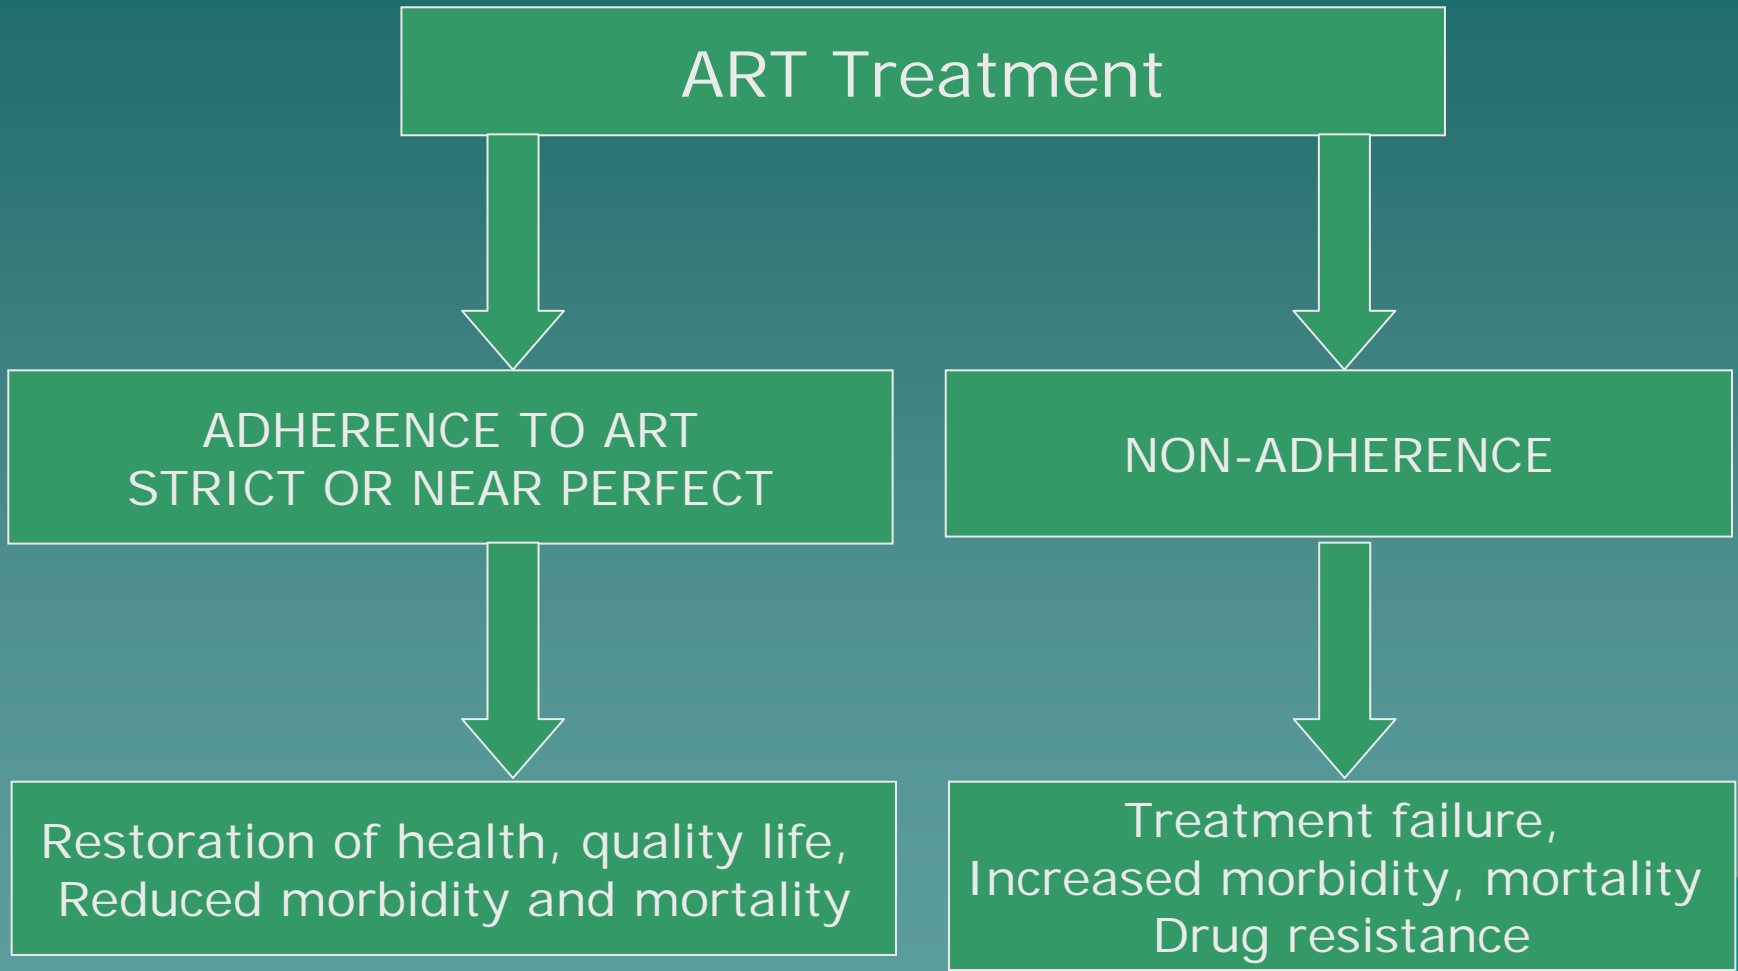 ART Treatment
ADHERENCE TO ART
STRICT OR NEAR PERFECT
NON-ADHERENCE
Restoration of health, quality life,
Reduced morbidity and mortality
Treatment failure,
Increased morbidity, mortality
Drug resistance